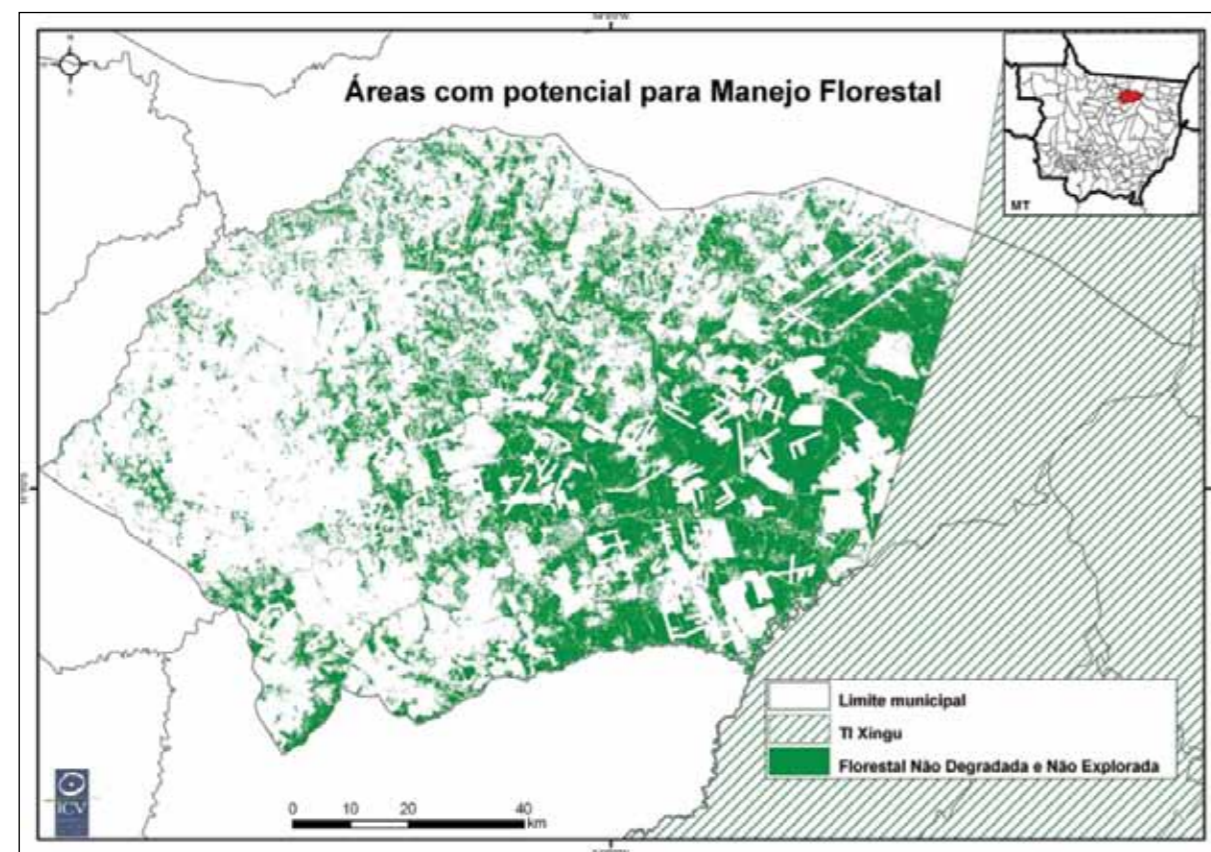 N
Áreas com potencial para Manejo Florestal
MT
Limite municipal
TI Xingu
Florestal Não Degradada e Não Explorada
ICV
0 10 20 40
km